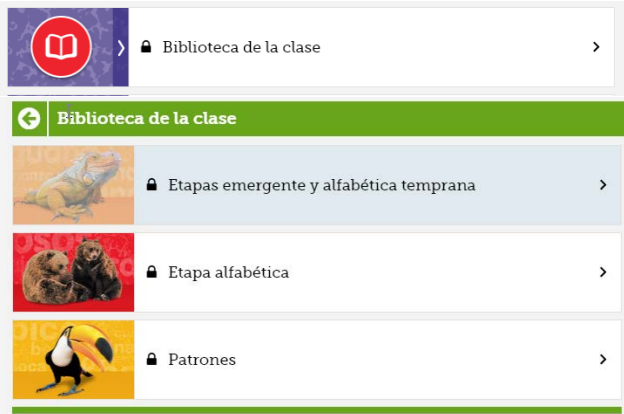 Biblioteca de la clase
Biblioteca de la clase
Etapas emergente y alfabética temprana
Etapa alfabética
Patrones